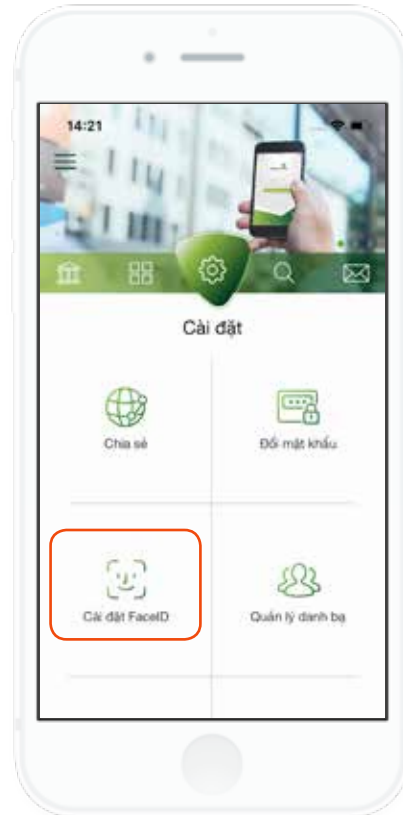 14:21
Cài đặt
Chia sẻ
Đổi mật khẩu
Cài đặt FaceID
Quản lý danh bạ